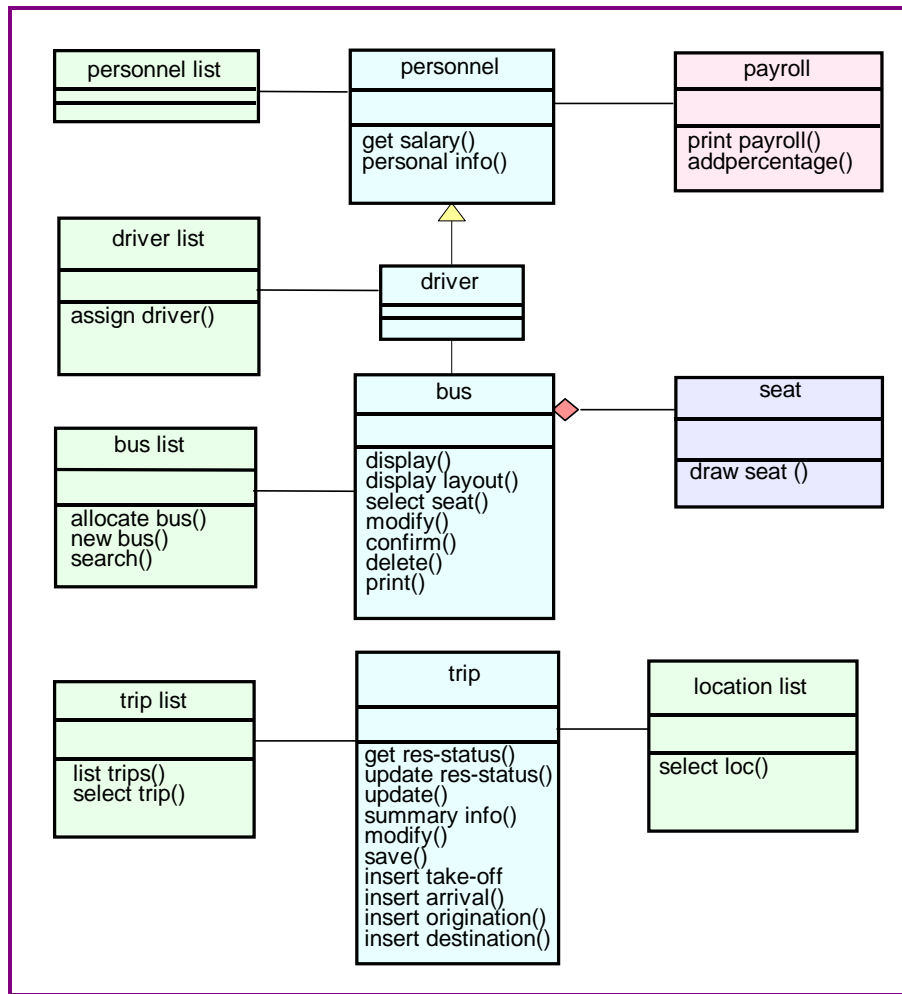 personnel list
personnel
get salary()
personal info()
payroll
print payroll()
addpercentage()
driver list
assign driver()
driver
bus list
allocate bus()
new bus()
search()
bus
display()
display layout()
select seat()
modify()
confirm()
delete()
print()
seat
draw seat ()
trip list
list trips()
select trip()
trip
get res-status()
update res-status()
update()
summary info()
modify()
save()
insert take-off
insert arrival()
insert origination()
insert destination()
location list
select loc()